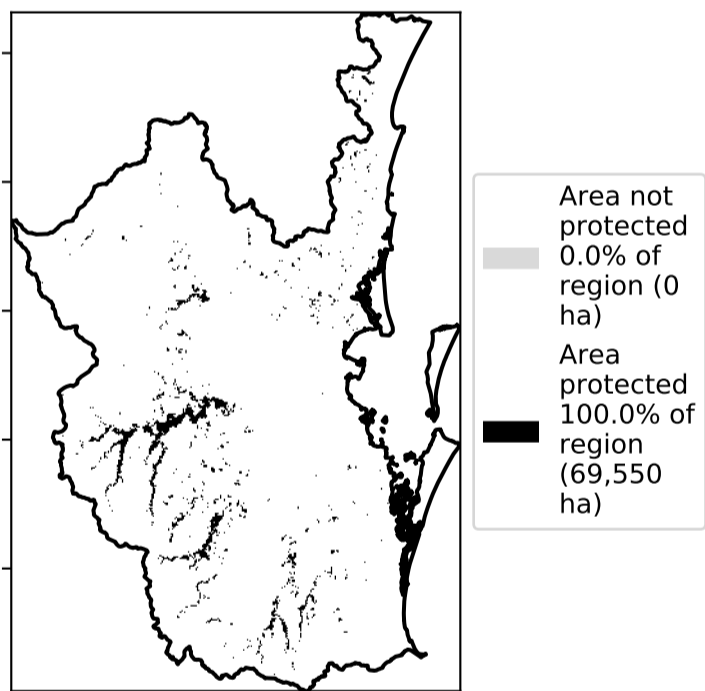 Area not
protected
0.0% of
region (0
ha)
Area
protected
100.0% of
region
(69,550
ha)